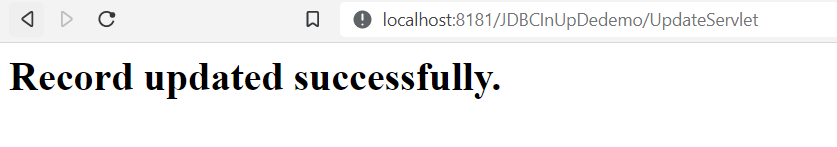 localhost:8181/JDBCInUpDedemo/UpdateServlet
Record updated successfully.